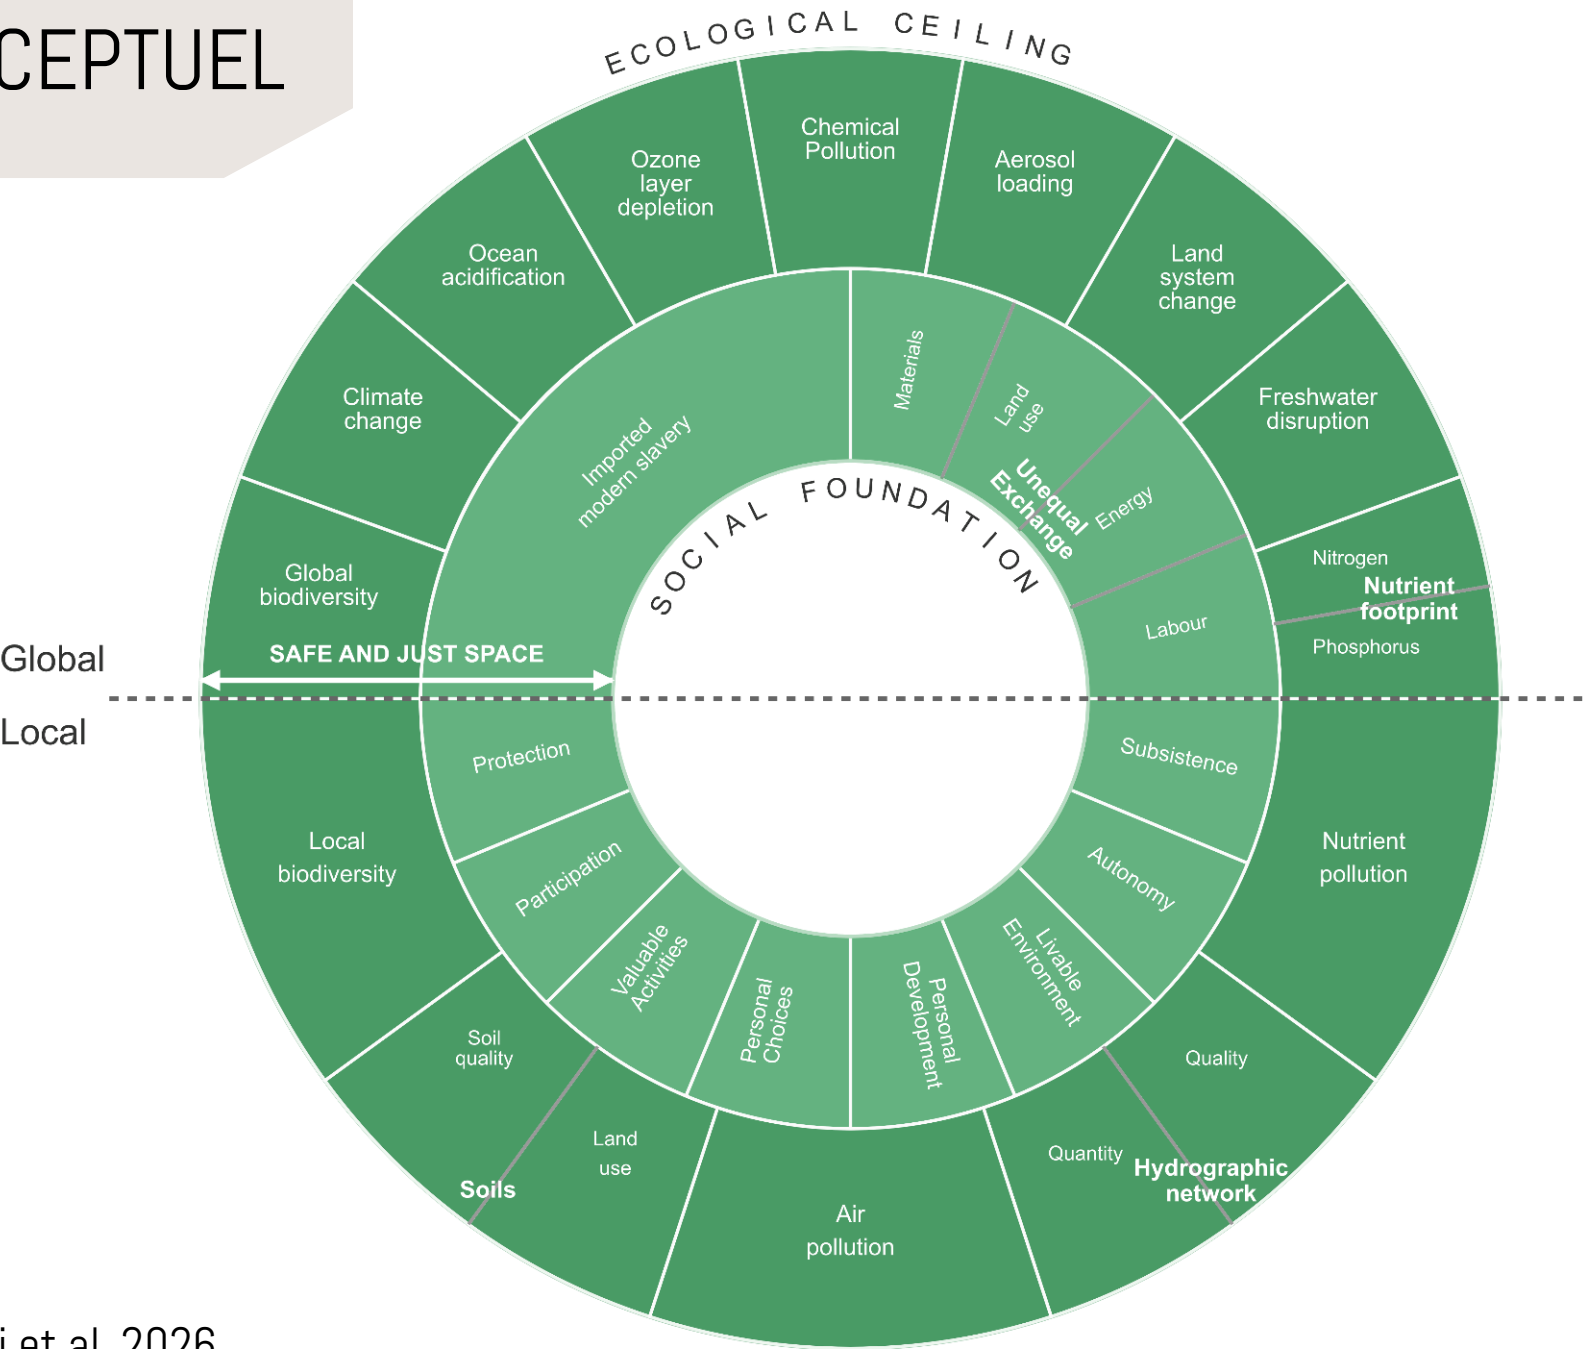 CEPTUEL
ECOLOGICAL CEILING
Chemical
Pollution
Ozone
layer
depletion
Aerosol
loading
Ocean
acidification
Land
system
change
Climate
change
Freshwater
disruption
Global
biodiversity
Nitrogen
Nutrient
footprint
Phosphorus
Imported
modern slavery
Materials
Land
use
Energy
Unequal
Exchange
Labour
SOCIAL FOUNDATION
SAFE AND JUST SPACE
Global
Local
Protection
Participation
Valuable
Activities
Personal
Choices
Personal
Development
Livable
Environment
Autonomy
Subsistence
Local
biodiversity
Nutrient
pollution
Soil
quality
Land
use
Soils
Air
pollution
Quantity
Quality
Hydrographic
network
i et al. 2026